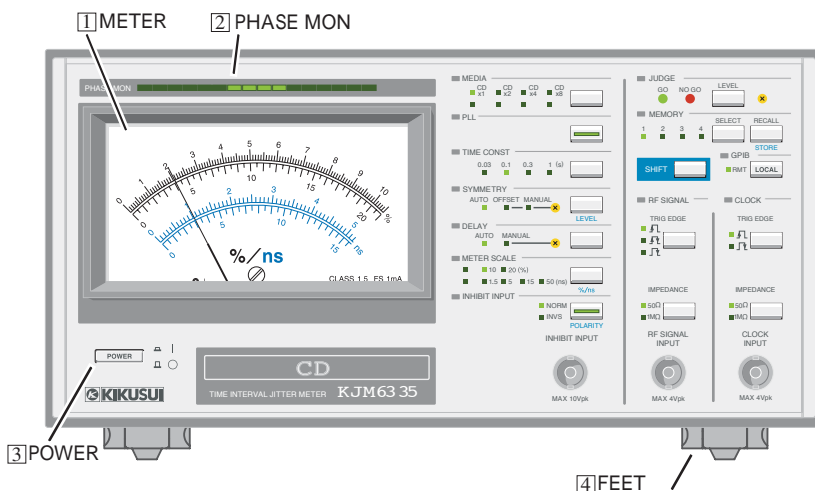 1 METER
2 PHASE MON
PHASE MON
0 1 2 3 4 5 6 7 8 9 10
0 5 10 15 20 %
0 1 2 3 4 5
0 5 10 15 ns
%/ns
CLASS 1.5 FS 1mA
POWER
KIKUSUI
CD
TIME INTERVAL JITTER METER KJM6335
3 POWER
MEDIA
CD x1 CD x2 CD x4 CD x8
PLL
TIME CONST
0.03 0.1 0.3 1 (s)
SYMMETRY
AUTO OFFSET MANUAL
LEVEL
DELAY
AUTO MANUAL
METER SCALE
10 20 (%)
1.5 5 15 50 (ns)
%/ns
INHIBIT INPUT
NORM
INVS
POLARITY
INHIBIT INPUT
MAX 10Vpk
JUDGE
GO NO GO LEVEL
MEMORY
1 2 3 4 SELECT RECALL
STORE
SHIFT
GPIB
RMT LOCAL
RF SIGNAL
TRIG EDGE
IMPEDANCE
50Ω
1MΩ
RF SIGNAL
INPUT
MAX 4Vpk
CLOCK
TRIG EDGE
IMPEDANCE
50Ω
1MΩ
CLOCK
INPUT
MAX 4Vpk
4 FEET